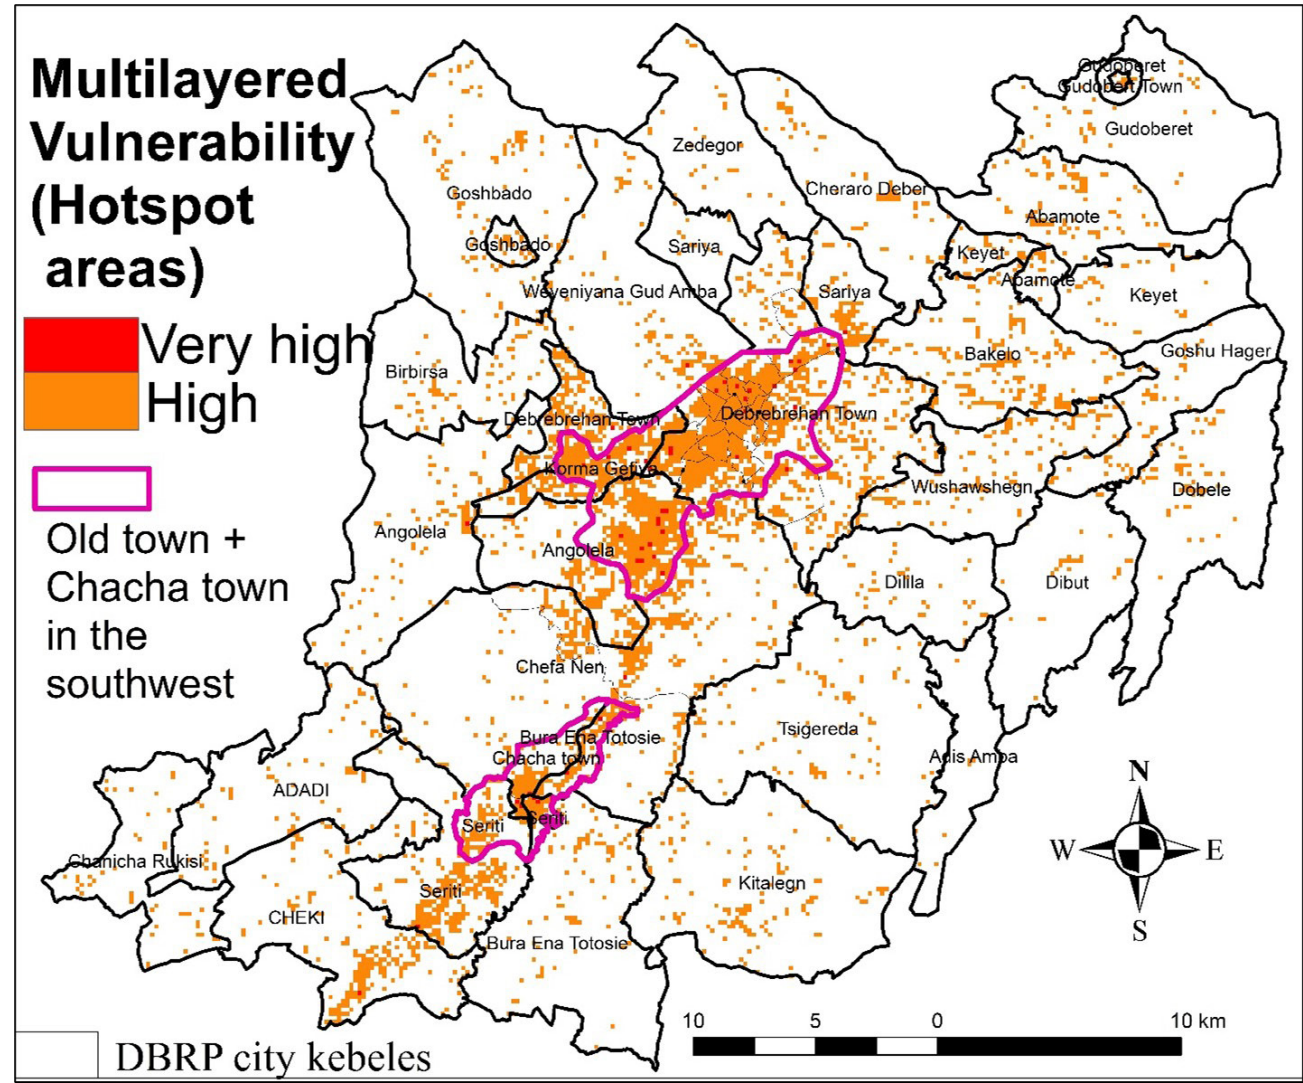 Multilayered
Vulnerability
(Hotspot
areas)
Very high
High
Old town +
Chacha town
in the
southwest
Gudoberet
Gudobert Town
Gudoberet
Zedegor
Cheraro Deber
Goshbado
Abamote
Goshbado
Sariya
Keyet
Abamote
Weyeniyana Gud Amba
Sariya
Keyet
Birbirsa
Bakelo
Goshu Hager
Debrebrehan Town
Debrebrehan Town
Korma Gefiya
Wushawshegn
Dobele
Angolela
Angolela
Dilila
Dibut
Chefa Nen
Bura Ena Totosie
Tsigereda
Chacha town
Adis Amba
ADADI
Seriti
Seriti
Chanicha Rukisi
Seriti
Kitalegn
CHEKI
Bura Ena Totosie
N
W
E
S
10 5 0 10 km
DBRP city kebeles